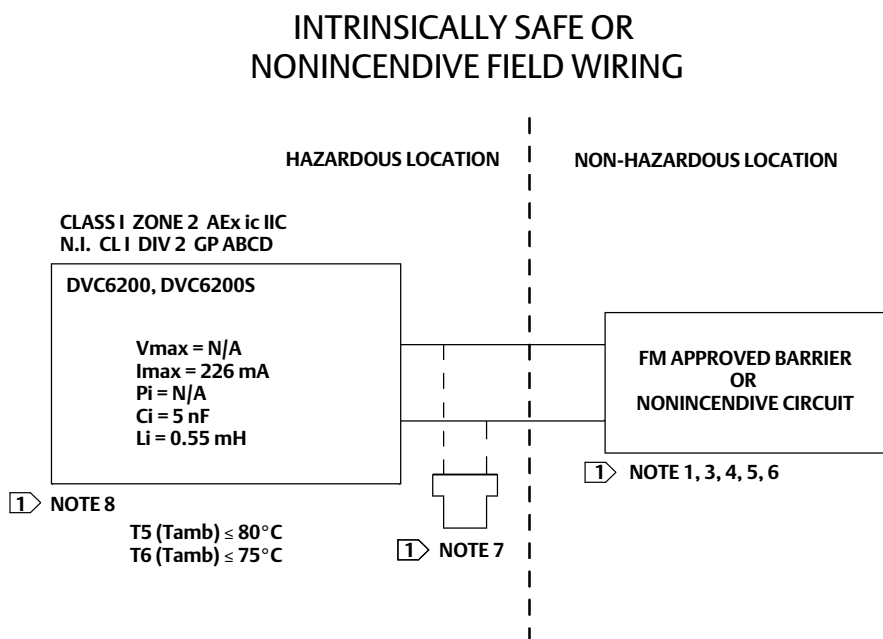 INTRINSICALLY SAFE OR
NONINCENDIVE FIELD WIRING
HAZARDOUS LOCATION
NON-HAZARDOUS LOCATION
CLASS I ZONE 2 AEx ic IIC
N.I. CL I DIV 2 GP ABCD
DVC6200, DVC6200S
Vmax = N/A
Imax = 226 mA
Pi = N/A
Ci = 5 nF
Li = 0.55 mH
FM APPROVED BARRIER
OR
NONINCENDIVE CIRCUIT
1 NOTE 1, 3, 4, 5, 6
1 NOTE 8
T5 (Tamb) ≤ 80°C
T6 (Tamb) ≤ 75°C
1 NOTE 7